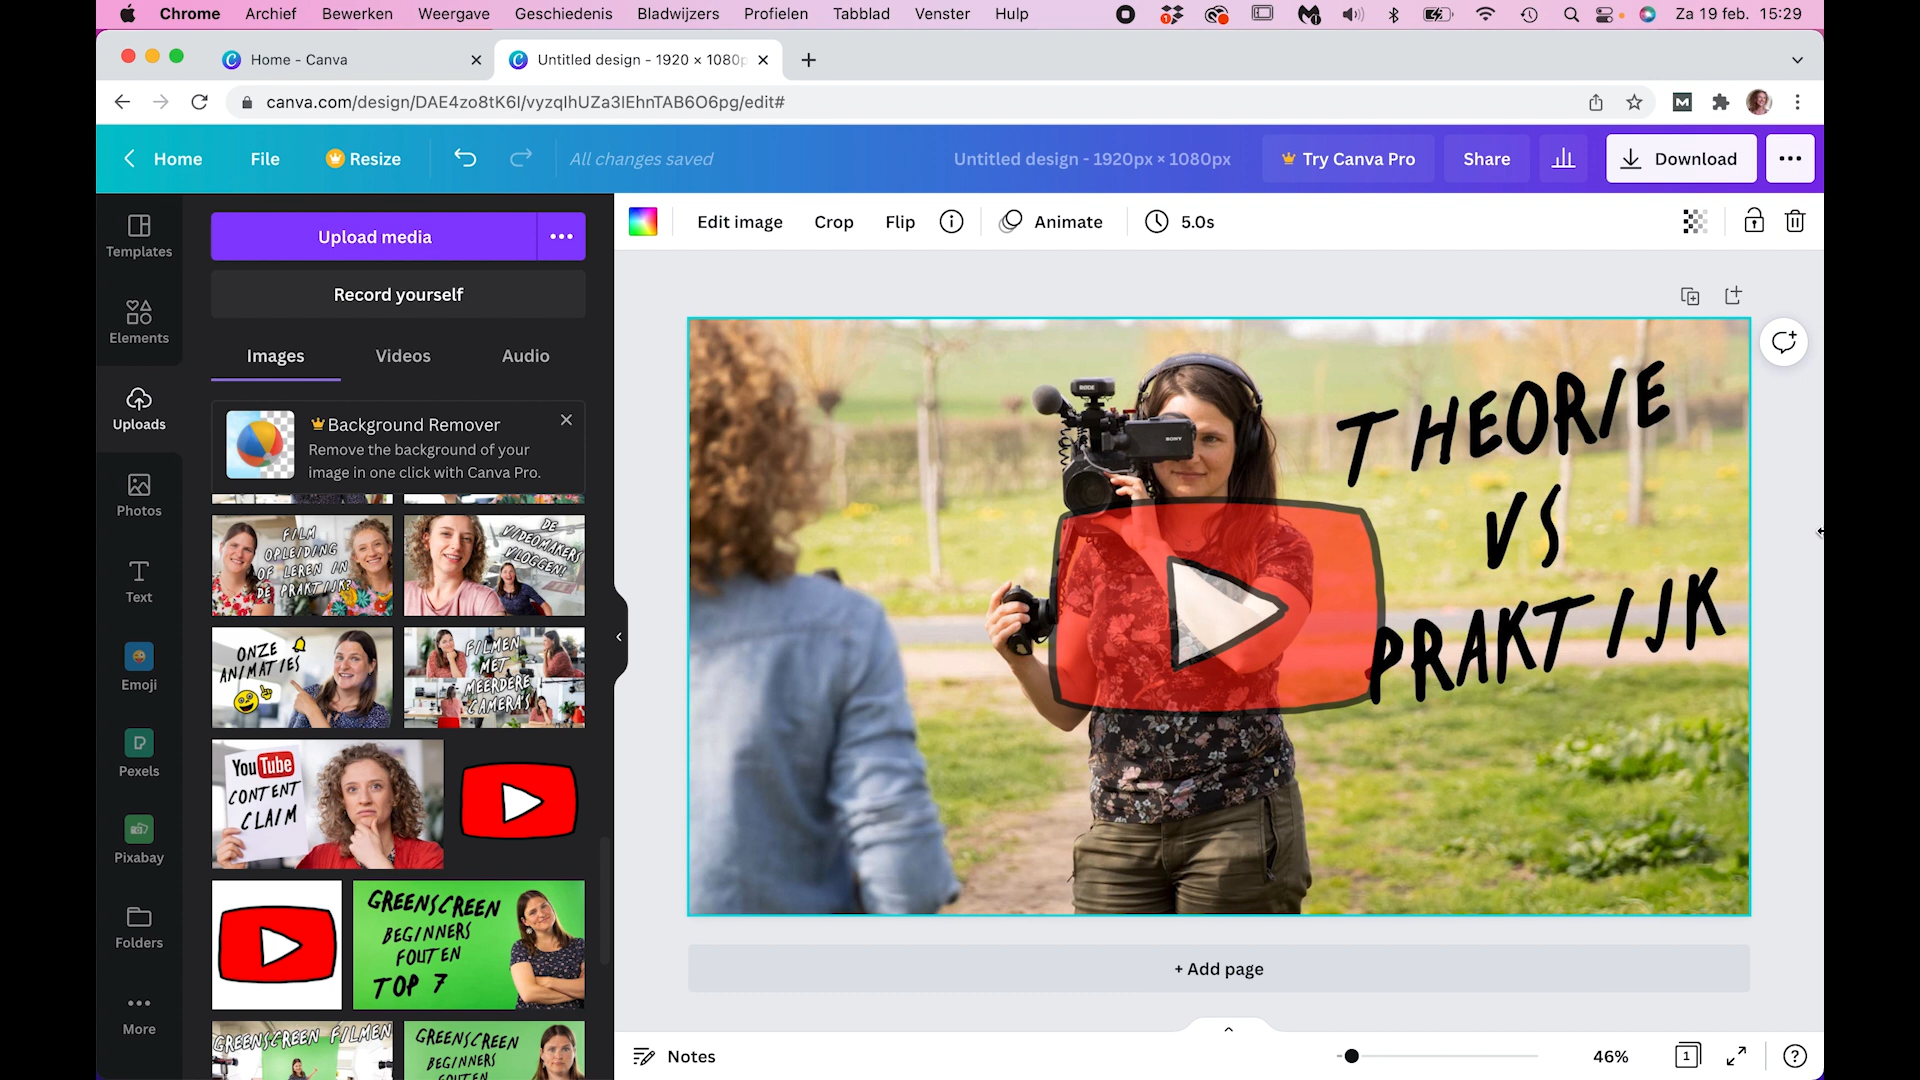 Chrome Archief Bewerken Weergave Geschiedenis Bladwijzers Profielen Tabblad Venster Hulp Za 19 feb. 15:29
Home - Canva
Untitled design - 1920 × 1080p
canva.com/design/DAE4zo8tK6I/vyzqIhUZa3IEhnTAB6O6pg/edit#
Home File Resize All changes saved Untitled design - 1920px × 1080px Try Canva Pro Share Download
Templates
Elements
Uploads
Photos
Text
Emoji
Pexels
Pixabay
Folders
More
Upload media
Record yourself
Images Videos Audio
Background Remover
Remove the background of your
image in one click with Canva Pro.
FILM
OPLEIDING
OF LEREN IN
DE PRAKTIJK?
DE
VIDEOMAKERS
VLOGGEN!
ONZE
ANIMATIES
FILMEN
MET
MEERDERE
CAMERA'S
YouTube
CONTENT
CLAIM
GREENSCREEN
BEGINNERS
FOUTEN
TOP 7
GREENSCREEN FILMEN
GREENSCREEN
BEGINNERS
FOUTEN
Edit image Crop Flip Animate 5.0s
RODE
SONY
THEORIE
VS
PRAKTIJK
+ Add page
Notes 46% 1